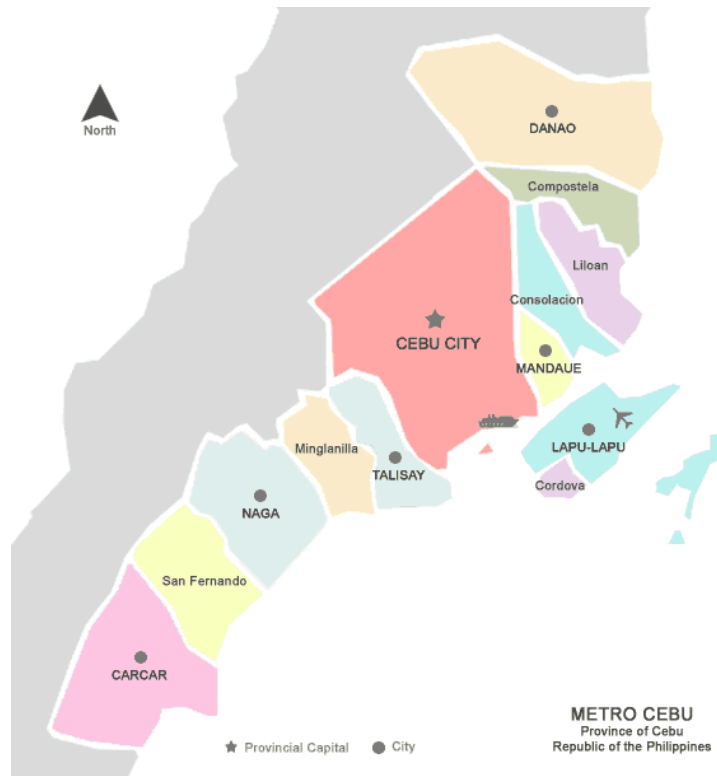 North
DANAO
Compostela
Liloan
Consolacion
CEBU CITY
MANDAUE
LAPU-LAPU
Minglanilla
TALISAY
Cordova
NAGA
San Fernando
CARCAR
METRO CEBU
Province of Cebu
Republic of the Philippines
Provincial Capital
City